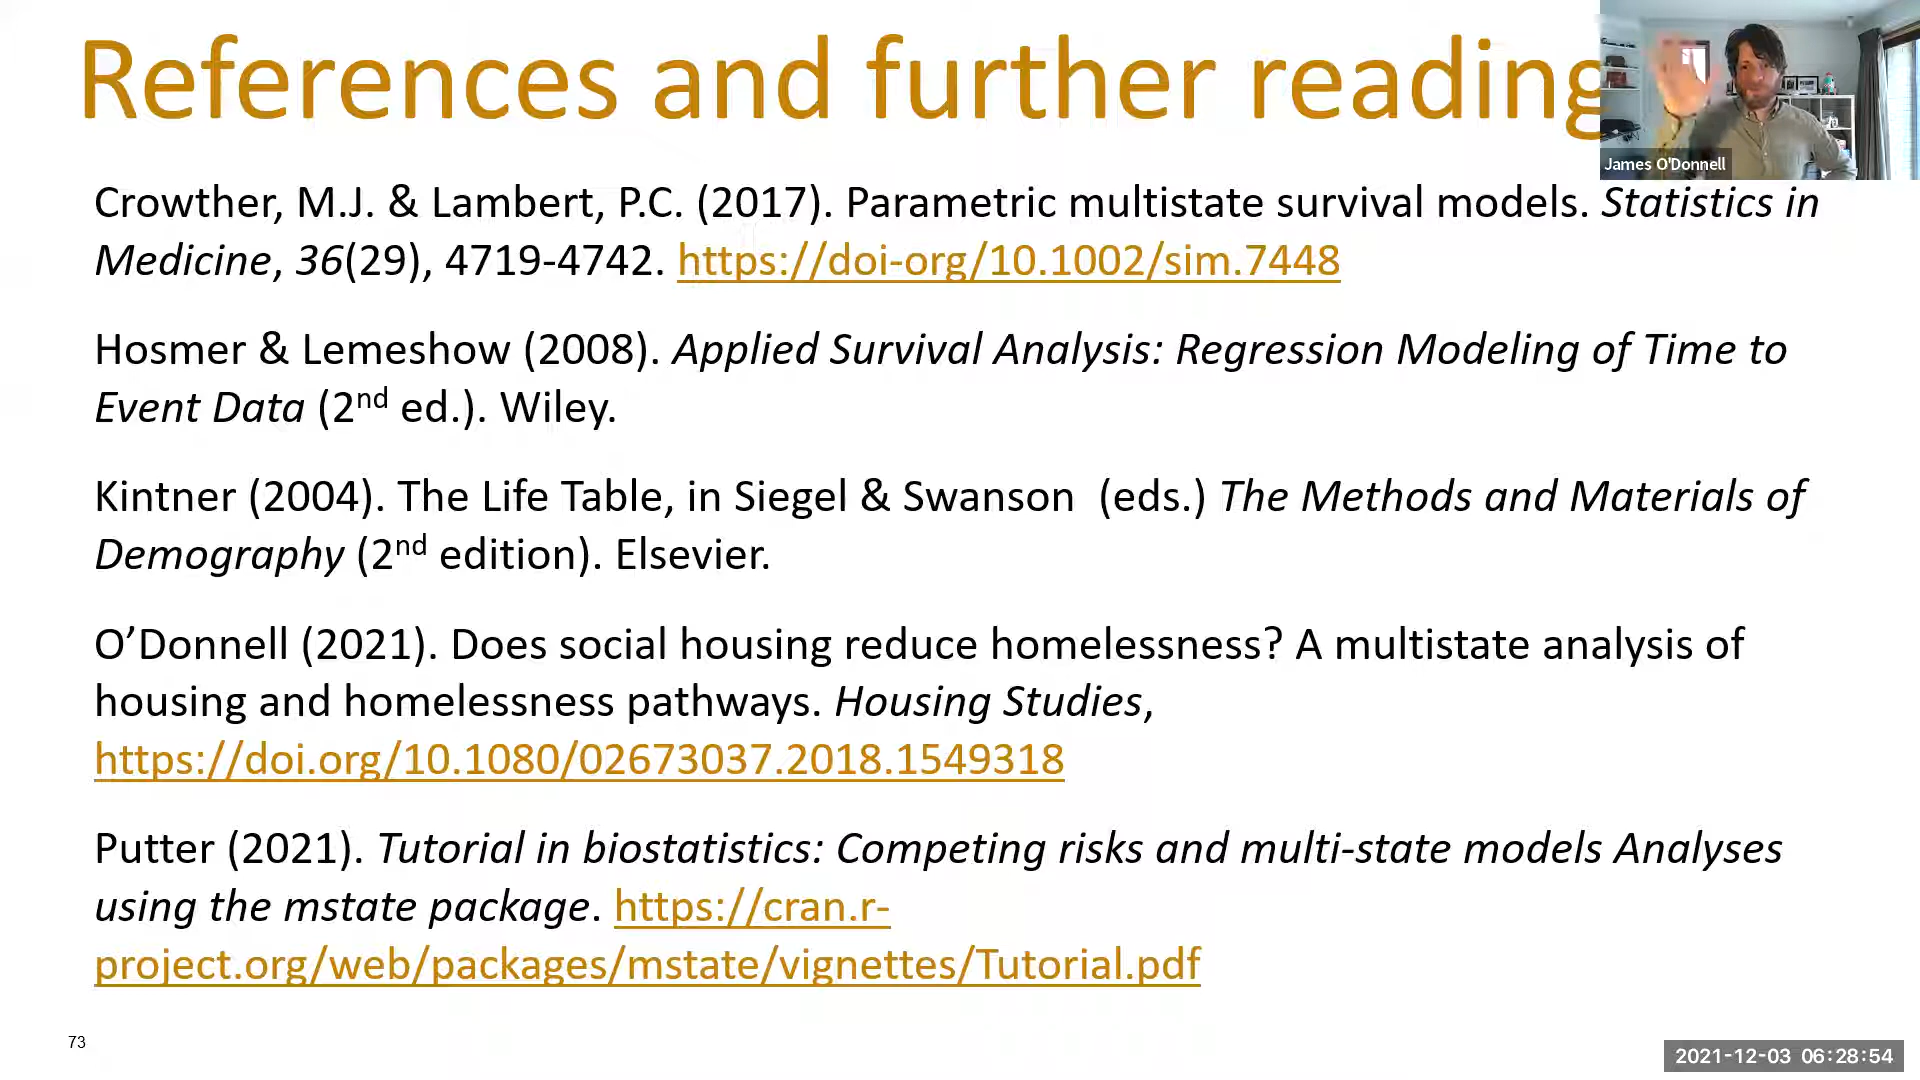 References and further reading
James O'Donnell
Crowther, M.J. & Lambert, P.C. (2017). Parametric multistate survival models. Statistics in
Medicine, 36(29), 4719-4742. https://doi-org/10.1002/sim.7448
Hosmer & Lemeshow (2008). Applied Survival Analysis: Regression Modeling of Time to
Event Data (2nd ed.). Wiley.
Kintner (2004). The Life Table, in Siegel & Swanson (eds.) The Methods and Materials of
Demography (2nd edition). Elsevier.
O’Donnell (2021). Does social housing reduce homelessness? A multistate analysis of
housing and homelessness pathways. Housing Studies,
https://doi.org/10.1080/02673037.2018.1549318
Putter (2021). Tutorial in biostatistics: Competing risks and multi-state models Analyses
using the mstate package. https://cran.r-
project.org/web/packages/mstate/vignettes/Tutorial.pdf
73
2021-12-03 06:28:54